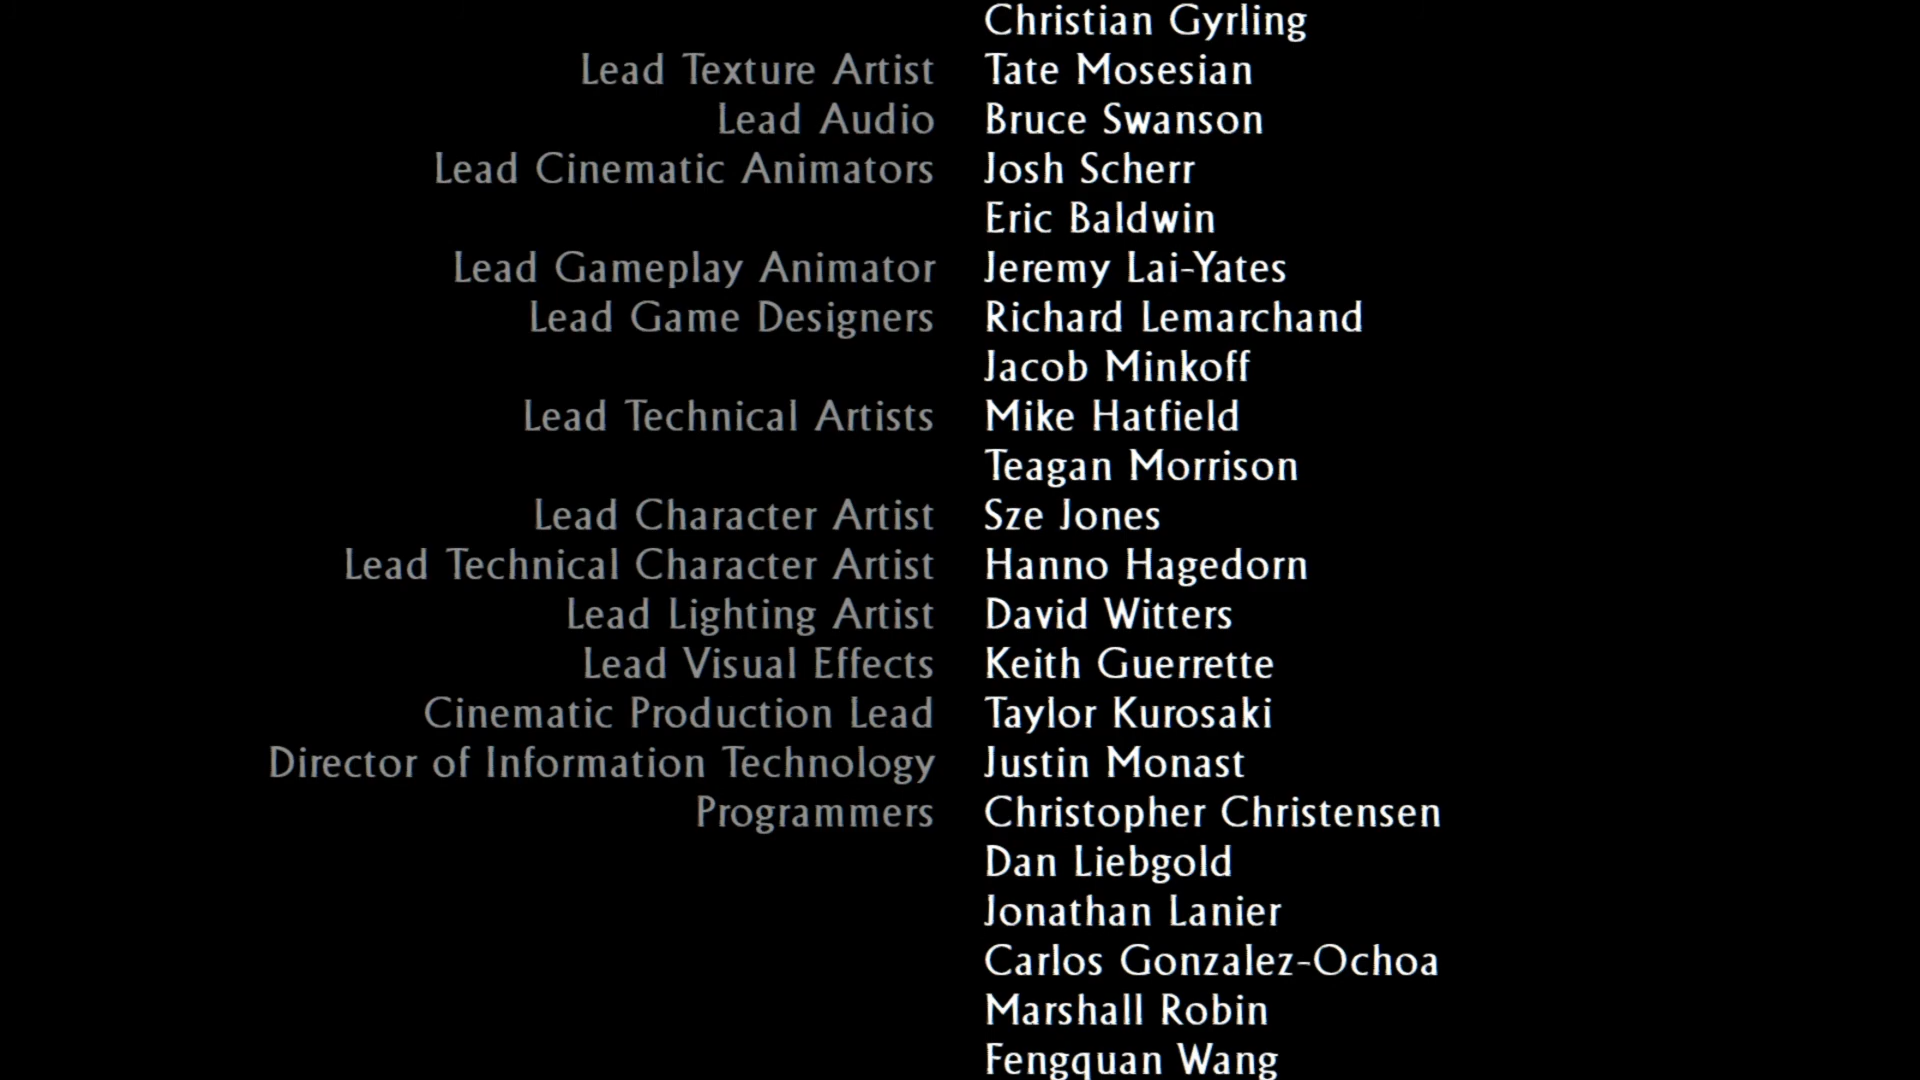 Christian Gyrling
Lead Texture Artist Tate Mosesian
Lead Audio Bruce Swanson
Lead Cinematic Animators Josh Scherr
Eric Baldwin
Lead Gameplay Animator Jeremy Lai-Yates
Lead Game Designers Richard Lemarchand
Jacob Minkoff
Lead Technical Artists Mike Hatfield
Teagan Morrison
Lead Character Artist Sze Jones
Lead Technical Character Artist Hanno Hagedorn
Lead Lighting Artist David Witters
Lead Visual Effects Keith Guerrette
Cinematic Production Lead Taylor Kurosaki
Director of Information Technology Justin Monast
Programmers Christopher Christensen
Dan Liebgold
Jonathan Lanier
Carlos Gonzalez-Ochoa
Marshall Robin
Fengquan Wang